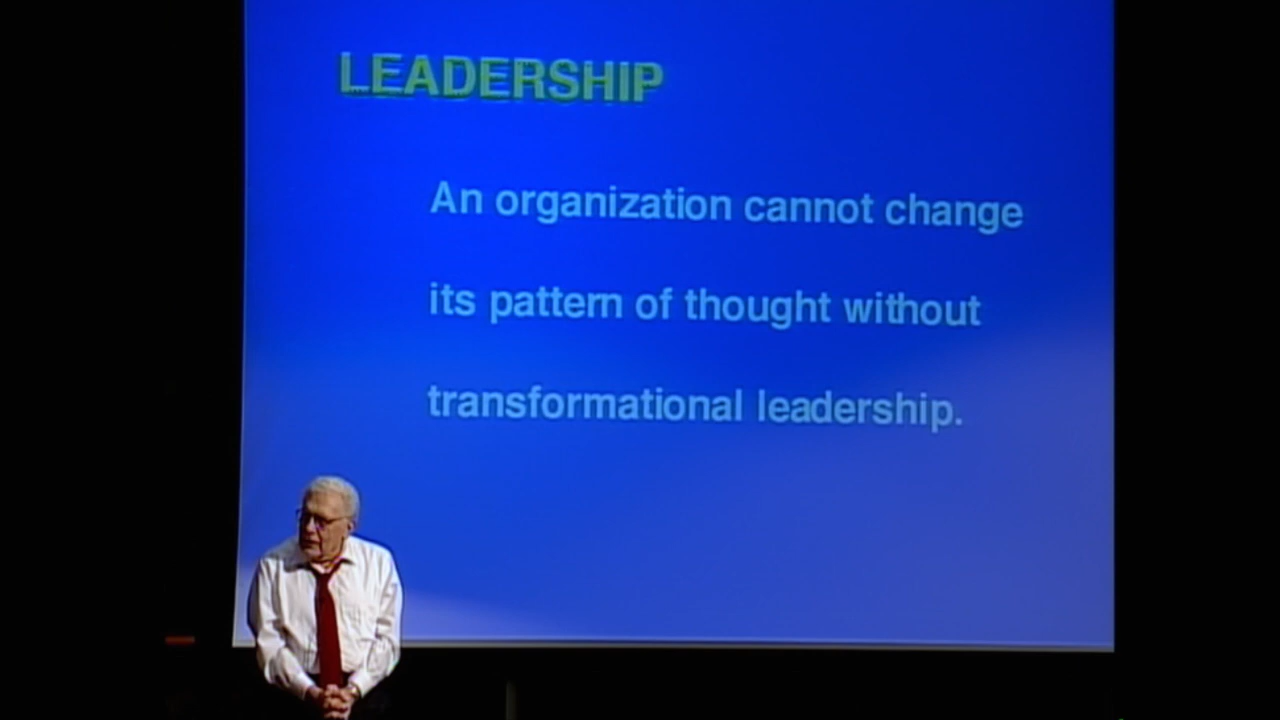 LEADERSHIP
An organization cannot change
its pattern of thought without
transformational leadership.